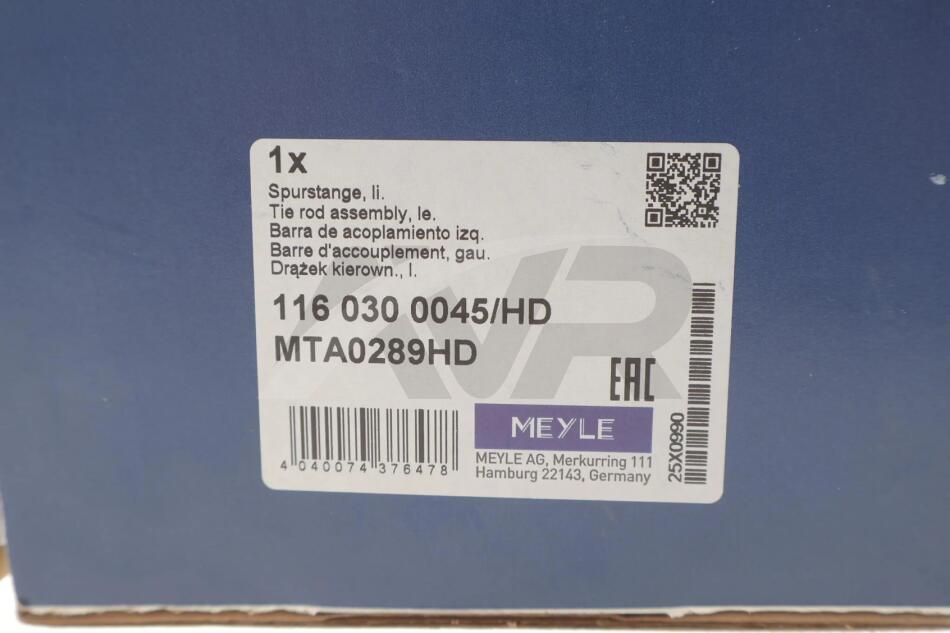 1x
Spurstange, li.
Tie rod assembly, le.
Barra de acoplamiento izq.
Barre d'accouplement, gau.
Drążek kierown., l.
116 030 0045/HD
MTA0289HD
EAC
4 040074 376478
MEYLE
MEYLE AG, Merkurring 111
Hamburg 22143, Germany
25X0990
VR